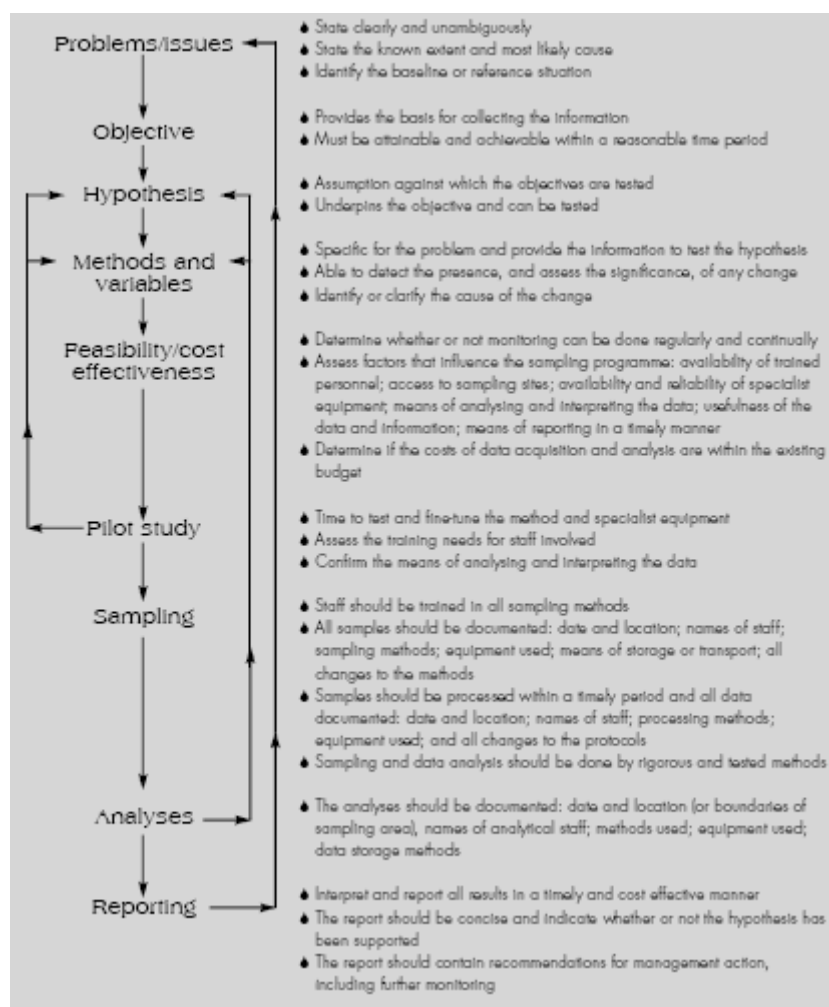 Problems/issues
State clearly and unambiguously
State the known extent and most likely cause
Identify the baseline or reference situation
Objective
Provides the basis for collecting the information
Must be attainable and achievable within a reasonable time period
Hypothesis
Assumption against which the objectives are tested
Underpins the objective and can be tested
Methods and
variables
Specific for the problem and provide the information to test the hypothesis
Able to detect the presence, and assess the significance, of any change
Identify or clarify the cause of the change
Feasibility/cost
effectiveness
Determine whether or not monitoring can be done regularly and continually
Assess factors that influence the sampling programme: availability of trained
personnel; access to sampling sites; availability and reliability of specialist
equipment; means of analysing and interpreting the data; usefulness of the
data and information; means of reporting in a timely manner
Determine if the costs of data acquisition and analysis are within the existing
budget
Pilot study
Time to test and fine-tune the method and specialist equipment
Assess the training needs for staff involved
Confirm the means of analysing and interpreting the data
Sampling
Staff should be trained in all sampling methods
All samples should be documented: date and location; names of staff;
sampling methods; equipment used; means of storage or transport; all
changes to the methods
Samples should be processed within a timely period and all data
documented: date and location; names of staff; processing methods;
equipment used; and all changes to the protocols
Sampling and data analysis should be done by rigorous and tested methods
Analyses
The analyses should be documented: date and location (or boundaries of
sampling area), names of analytical staff; methods used; equipment used;
data storage methods
Reporting
Interpret and report all results in a timely and cost effective manner
The report should be concise and indicate whether or not the hypothesis has
been supported
The report should contain recommendations for management action,
including further monitoring